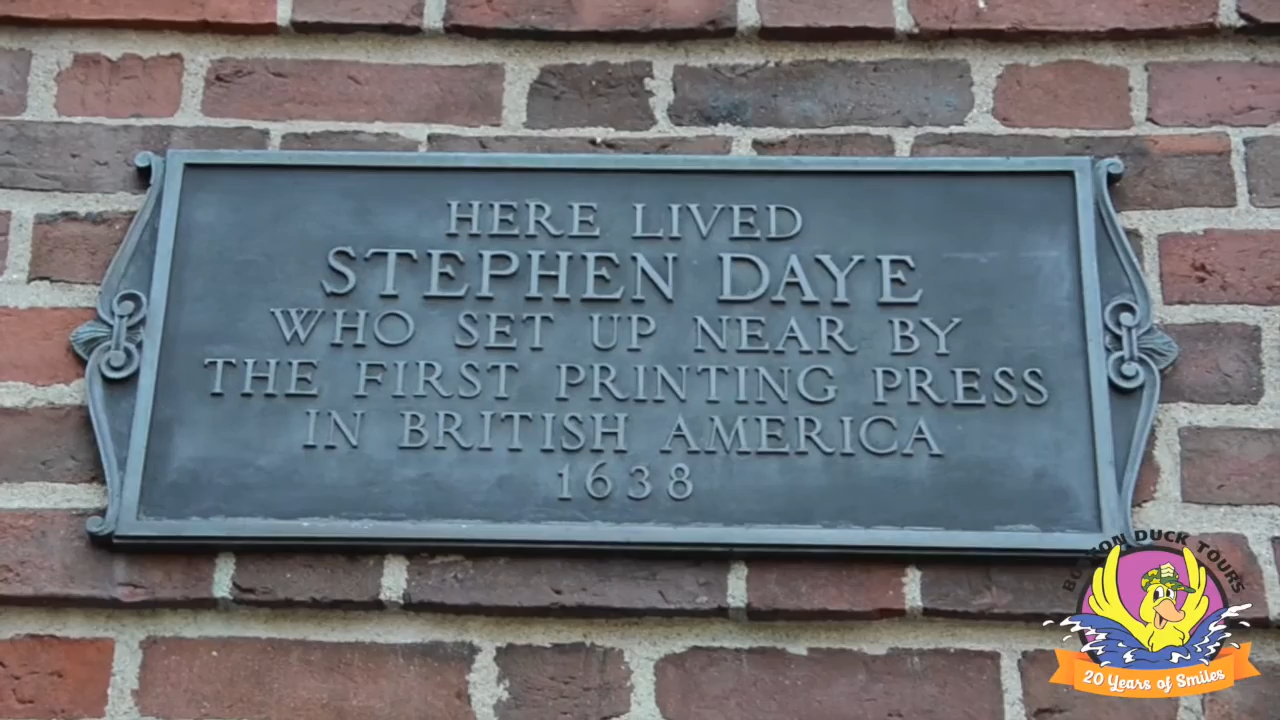 HERE LIVED
STEPHEN DAYE
WHO SET UP NEAR BY
THE FIRST PRINTING PRESS
IN BRITISH AMERICA
1638
BOSTON DUCK TOURS
20 Years of Smiles